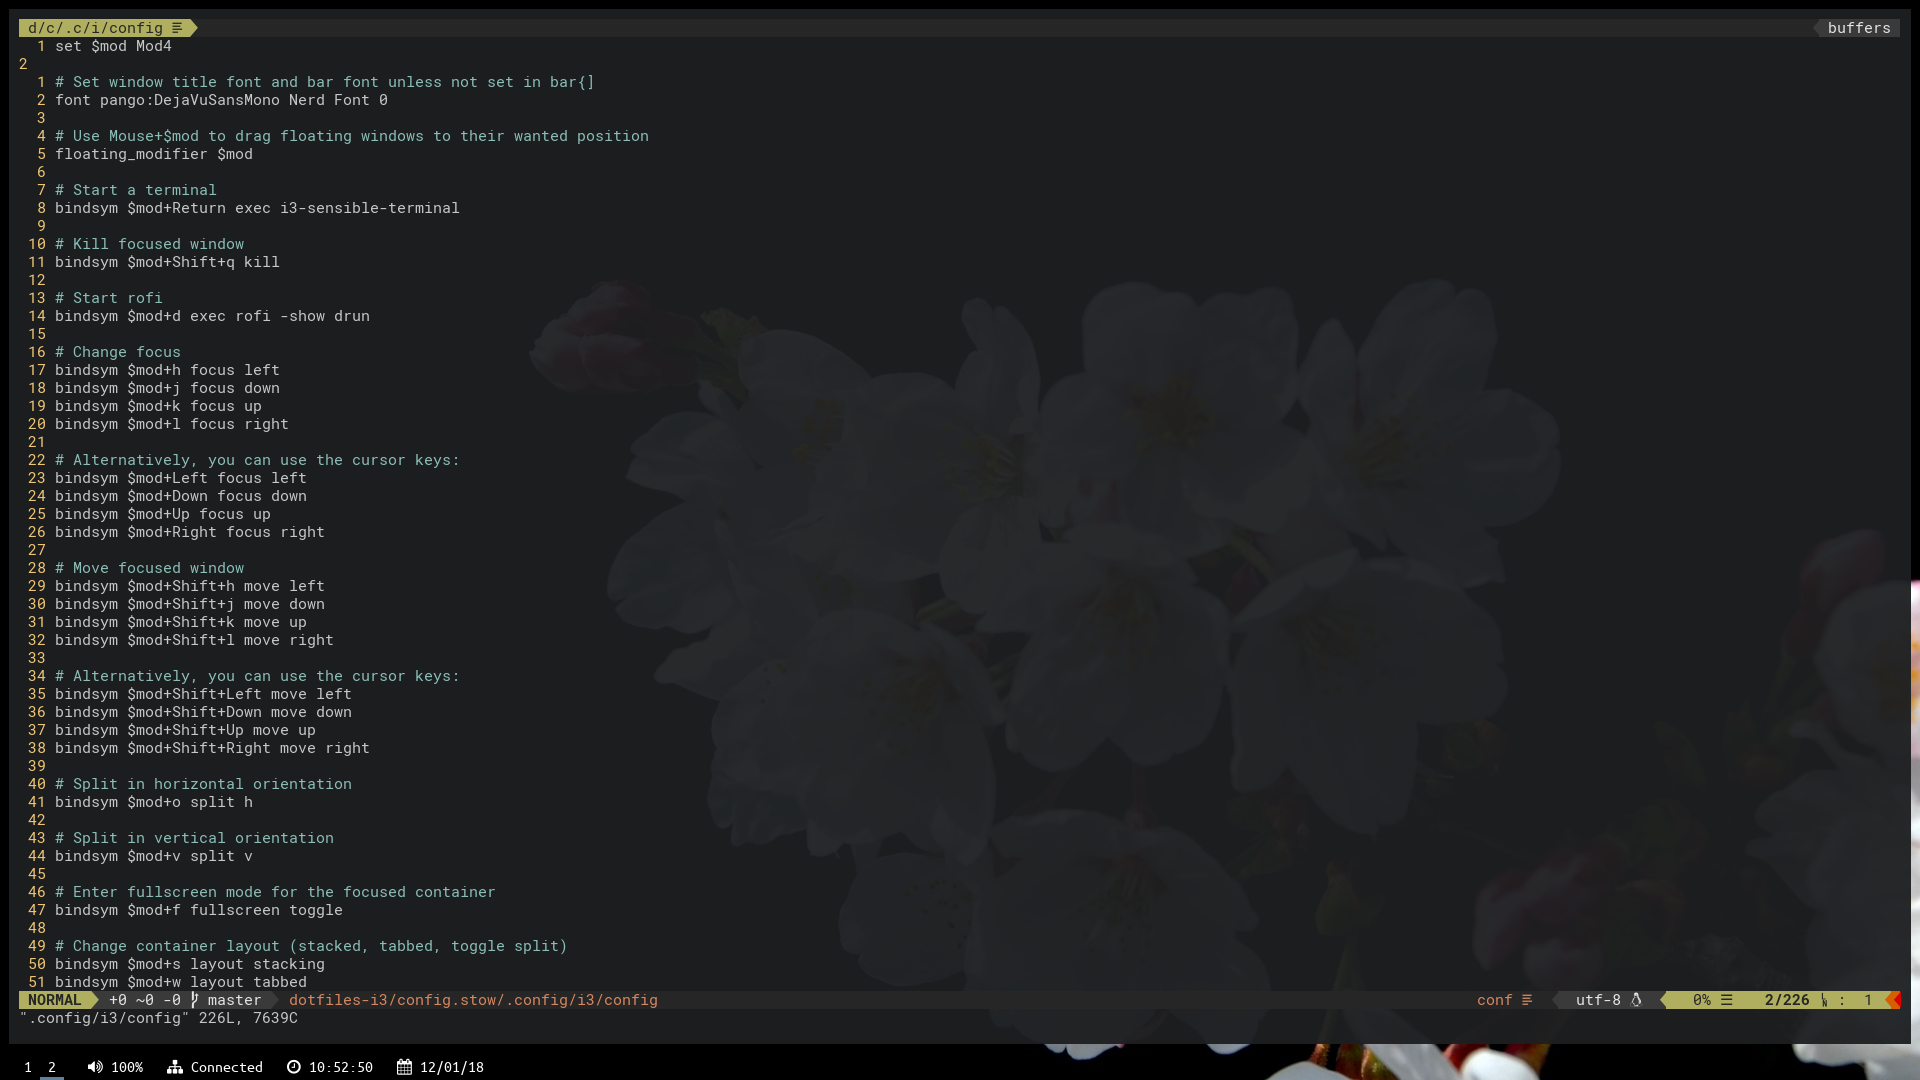 d/c/.c/i/config buffers
1 set $mod Mod4
2
1 # Set window title font and bar font unless not set in bar{}
2 font pango:DejaVuSansMono Nerd Font 0
3
4 # Use Mouse+$mod to drag floating windows to their wanted position
5 floating_modifier $mod
6
7 # Start a terminal
8 bindsym $mod+Return exec i3-sensible-terminal
9
10 # Kill focused window
11 bindsym $mod+Shift+q kill
12
13 # Start rofi
14 bindsym $mod+d exec rofi -show drun
15
16 # Change focus
17 bindsym $mod+h focus left
18 bindsym $mod+j focus down
19 bindsym $mod+k focus up
20 bindsym $mod+l focus right
21
22 # Alternatively, you can use the cursor keys:
23 bindsym $mod+Left focus left
24 bindsym $mod+Down focus down
25 bindsym $mod+Up focus up
26 bindsym $mod+Right focus right
27
28 # Move focused window
29 bindsym $mod+Shift+h move left
30 bindsym $mod+Shift+j move down
31 bindsym $mod+Shift+k move up
32 bindsym $mod+Shift+l move right
33
34 # Alternatively, you can use the cursor keys:
35 bindsym $mod+Shift+Left move left
36 bindsym $mod+Shift+Down move down
37 bindsym $mod+Shift+Up move up
38 bindsym $mod+Shift+Right move right
39
40 # Split in horizontal orientation
41 bindsym $mod+o split h
42
43 # Split in vertical orientation
44 bindsym $mod+v split v
45
46 # Enter fullscreen mode for the focused container
47 bindsym $mod+f fullscreen toggle
48
49 # Change container layout (stacked, tabbed, toggle split)
50 bindsym $mod+s layout stacking
51 bindsym $mod+w layout tabbed
NORMAL +0 ~0 -0 master dotfiles-i3/config.stow/.config/i3/config conf utf-8 0% ☰ 2/226 : 1
".config/i3/config" 226L, 7639C
1 2 100% Connected 10:52:50 12/01/18